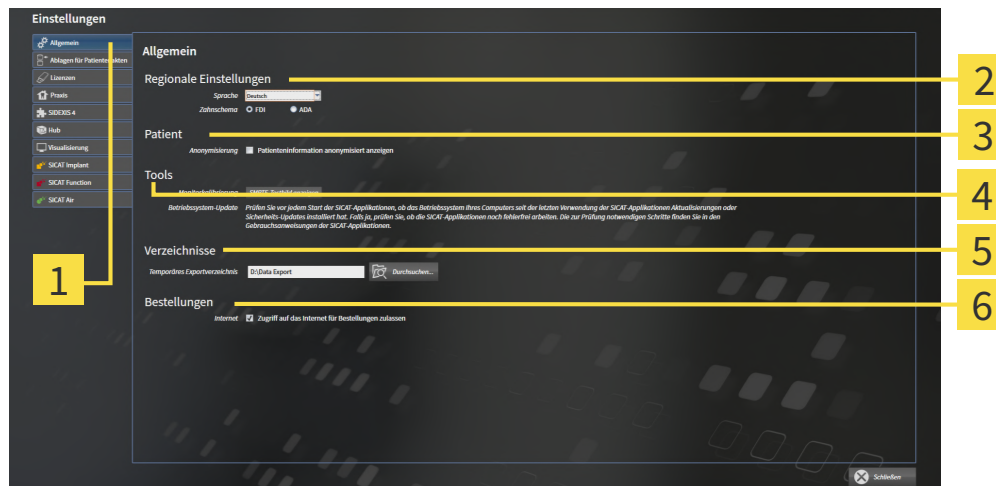 Einstellungen
Allgemein
Ablagen für Patientenakten
Lizenzen
Praxis
SIDEXIS 4
Hub
Visualisierung
SICAT Implant
SICAT Function
SICAT Air
1
Allgemein
Regionale Einstellungen
2
Sprache Deutsch
Zahnschema FDI ADA
Patient
3
Anonymisierung Patienteninformation anonymisiert anzeigen
Tools
4
Monitorkalibrierung SMPTE-Testbild anzeigen
Betriebssystem-Update Prüfen Sie vor jedem Start der SICAT-Applikationen, ob das Betriebssystem Ihres Computers seit der letzten Verwendung der SICAT-Applikationen Aktualisierungen oder
Sicherheits-Updates installiert hat. Falls ja, prüfen Sie, ob die SICAT-Applikationen noch fehlerfrei arbeiten. Die zur Prüfung notwendigen Schritte finden Sie in den
Gebrauchsanweisungen der SICAT-Applikationen.
Verzeichnisse
5
Temporäres Exportverzeichnis D:\Data Export Durchsuchen...
Bestellungen
6
Internet Zugriff auf das Internet für Bestellungen zulassen
Schließen